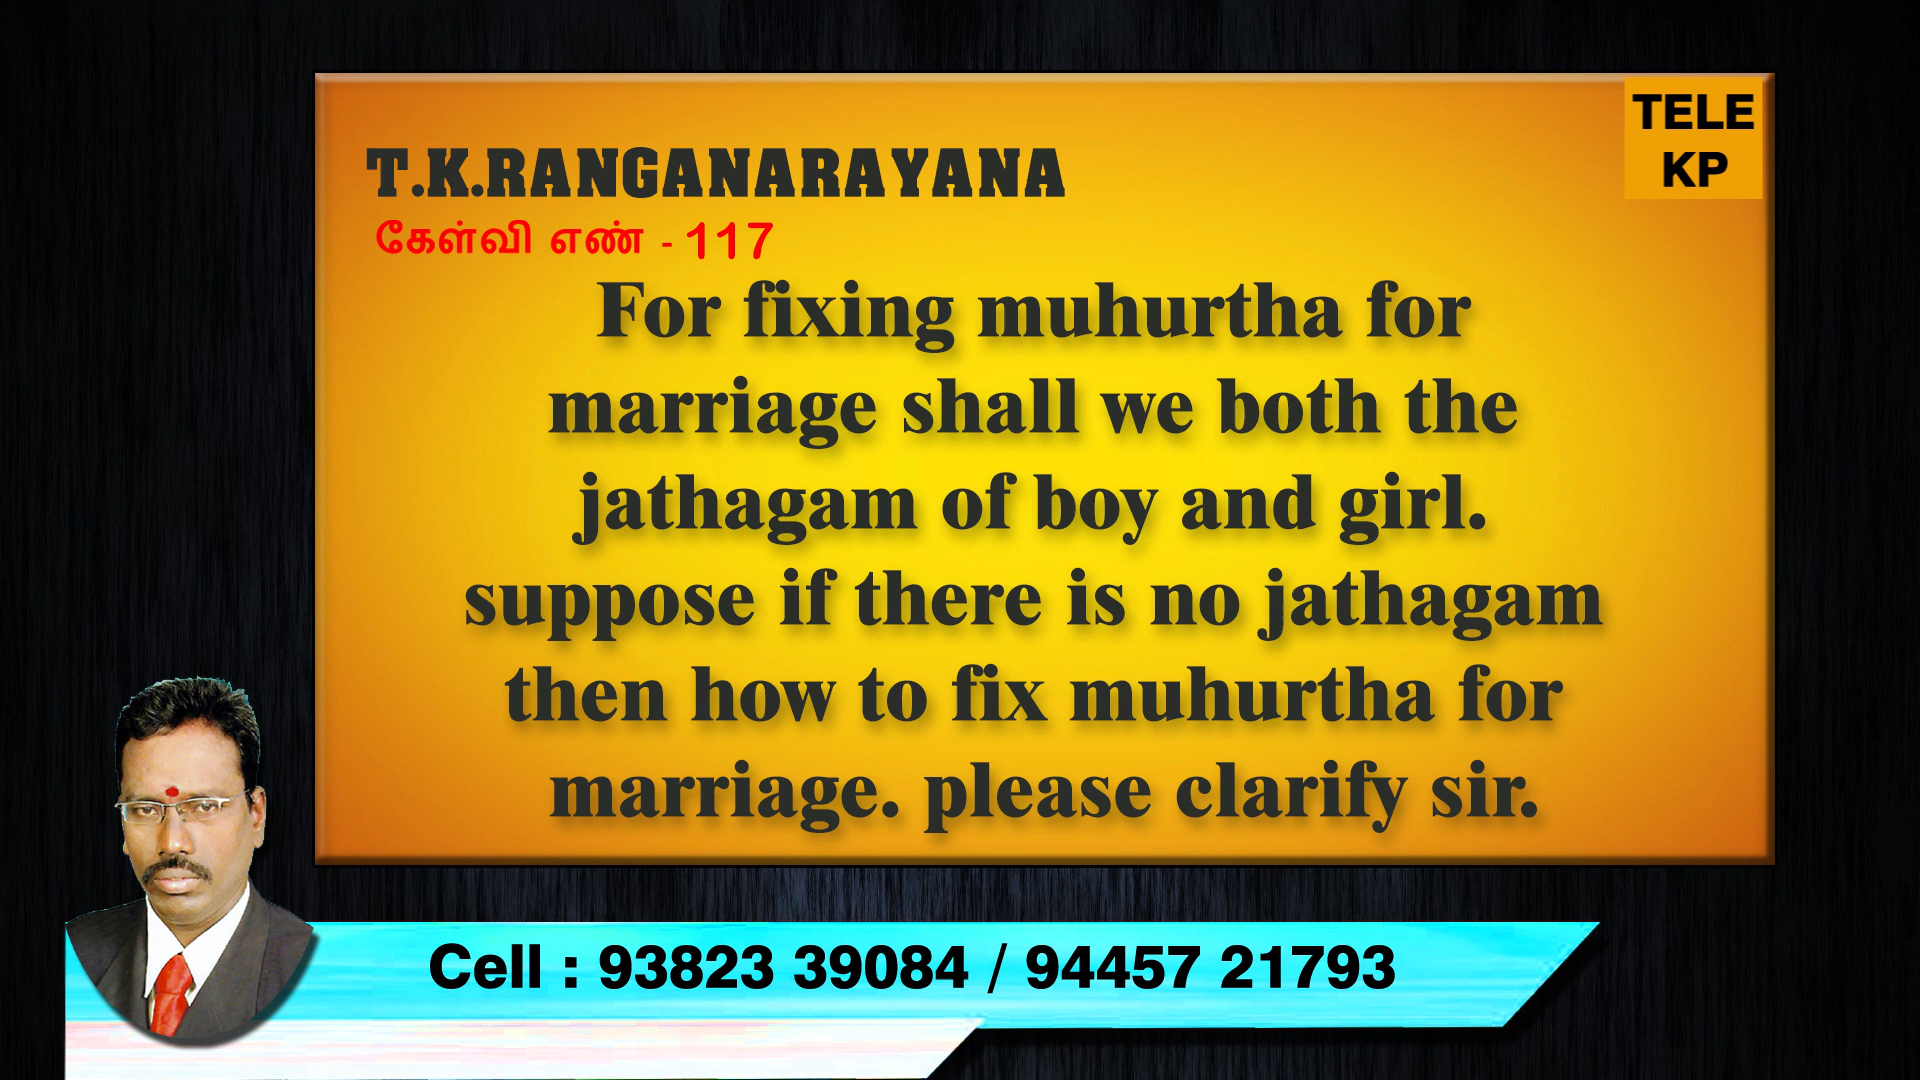 TELE
KP
T.K.RANGANARAYANA
கேள்வி எண் - 117
For fixing muhurtha for
marriage shall we both the
jathagam of boy and girl.
suppose if there is no jathagam
then how to fix muhurtha for
marriage. please clarify sir.
Cell : 93823 39084 / 94457 21793